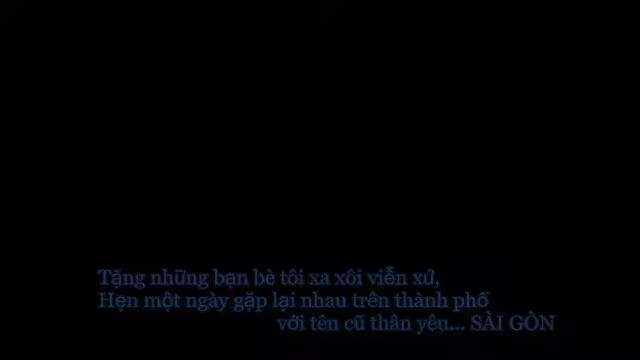 Tặng những bạn bè tôi xa xôi viễn xứ,
Hẹn một ngày gặp lại nhau trên thành phố
với tên cũ thân yêu... SÀI GÒN